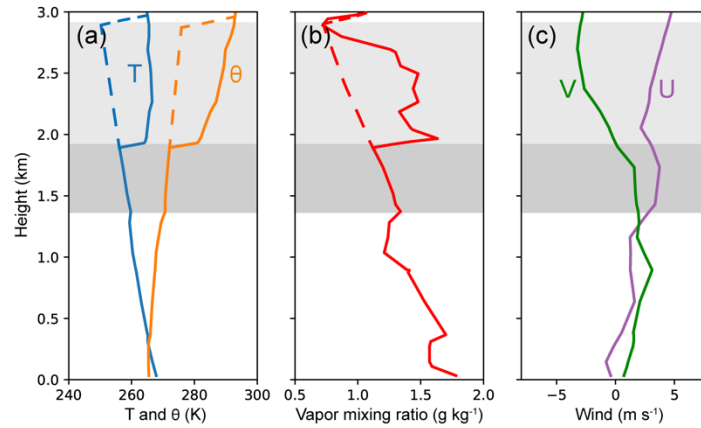 (a)
T
θ
(b)
(c)
V
U
Height (km)
3.0
2.5
2.0
1.5
1.0
0.5
0.0
240 260 280 300
0.5 1.0 1.5 2.0
−5 0 5
T and θ (K)
Vapor mixing ratio (g kg⁻¹)
Wind (m s⁻¹)